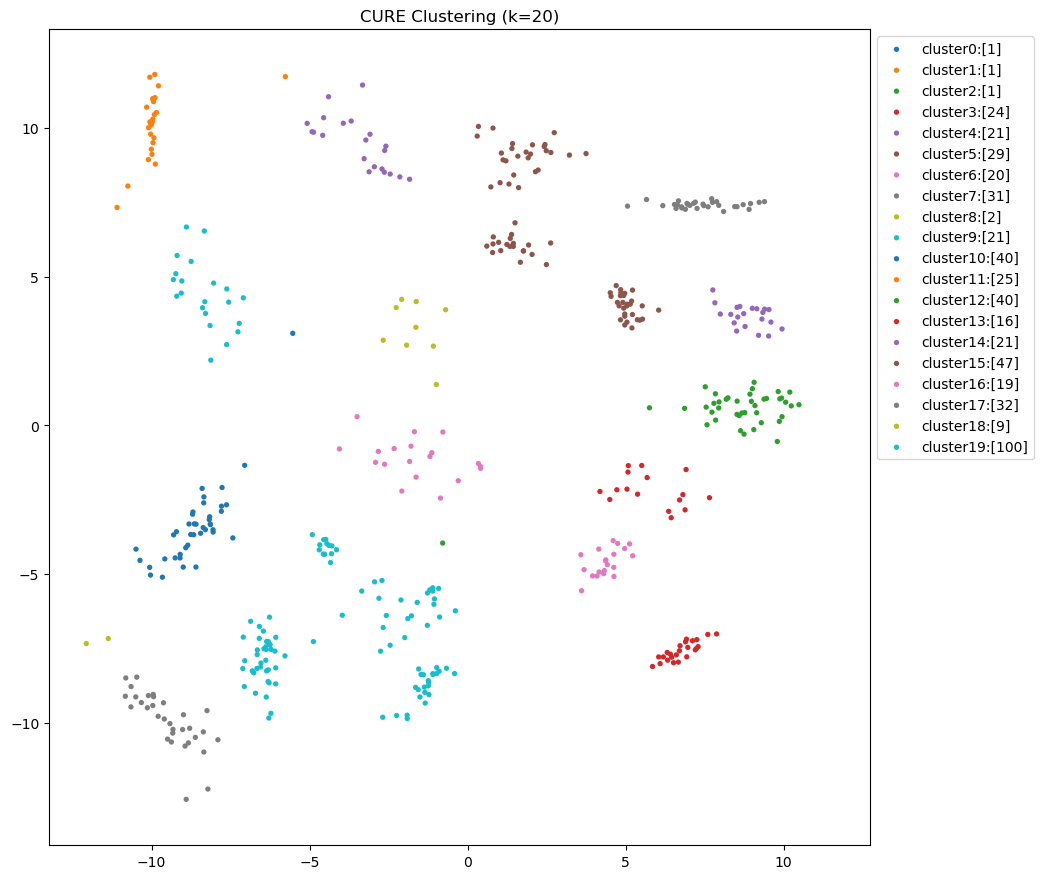 CURE Clustering (k=20)
10
5
0
−5
−10
−10
−5
0
5
10
cluster0:[1]
cluster1:[1]
cluster2:[1]
cluster3:[24]
cluster4:[21]
cluster5:[29]
cluster6:[20]
cluster7:[31]
cluster8:[2]
cluster9:[21]
cluster10:[40]
cluster11:[25]
cluster12:[40]
cluster13:[16]
cluster14:[21]
cluster15:[47]
cluster16:[19]
cluster17:[32]
cluster18:[9]
cluster19:[100]